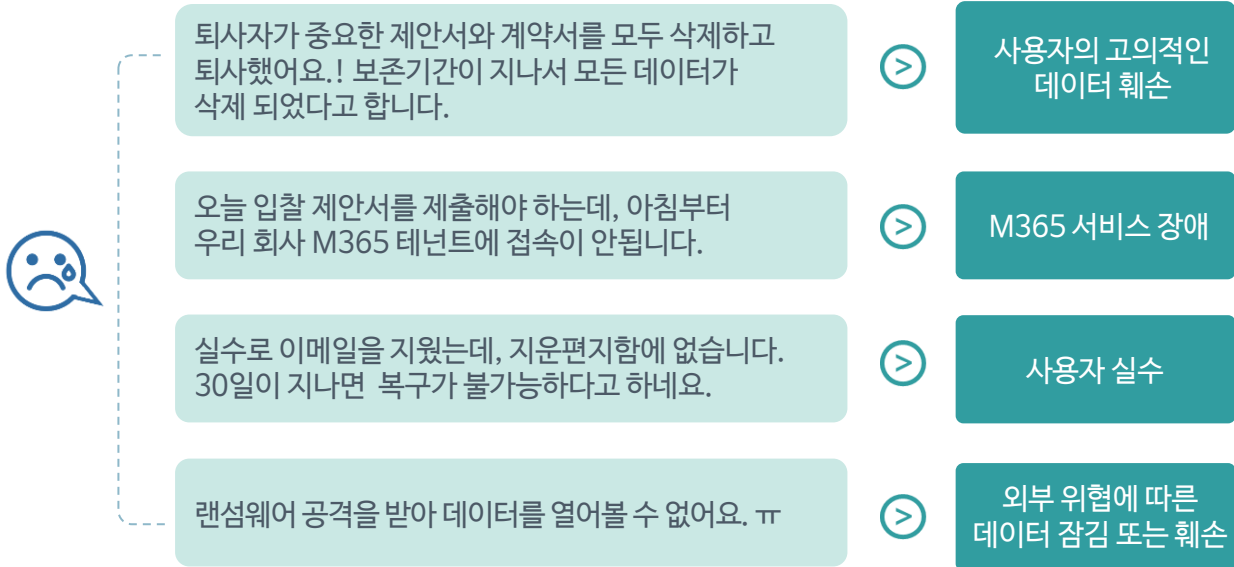 퇴사자가 중요한 제안서와 계약서를 모두 삭제하고
퇴사했어요.! 보존기간이 지나서 모든 데이터가
삭제 되었다고 합니다.
>
사용자의 고의적인
데이터 훼손
오늘 입찰 제안서를 제출해야 하는데, 아침부터
우리 회사 M365 테넌트에 접속이 안됩니다.
>
M365 서비스 장애
실수로 이메일을 지웠는데, 지운편지함에 없습니다.
30일이 지나면 복구가 불가능하다고 하네요.
>
사용자 실수
랜섬웨어 공격을 받아 데이터를 열어볼 수 없어요. ㅠ
>
외부 위협에 따른
데이터 잠김 또는 훼손